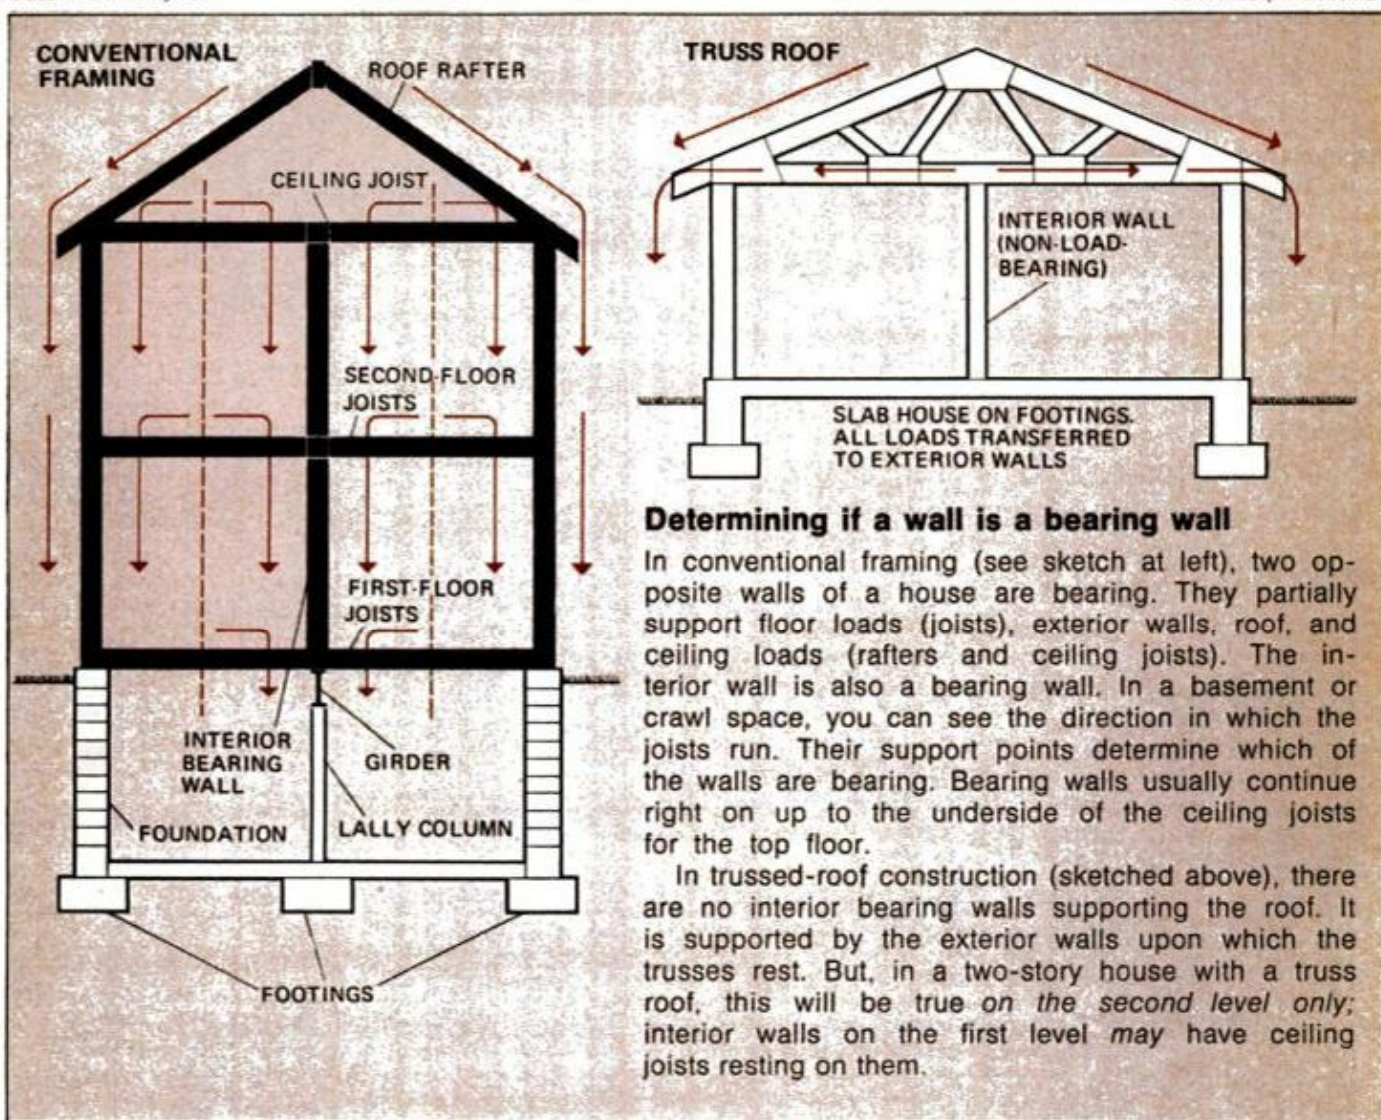 CONVENTIONAL
FRAMING
ROOF RAFTER
CEILING JOIST
SECOND-FLOOR
JOISTS
FIRST-FLOOR
JOISTS
INTERIOR
BEARING
WALL
GIRDER
FOUNDATION
LALLY COLUMN
FOOTINGS
TRUSS ROOF
INTERIOR WALL
(NON-LOAD-
BEARING)
SLAB HOUSE ON FOOTINGS.
ALL LOADS TRANSFERRED
TO EXTERIOR WALLS
Determining if a wall is a bearing wall
In conventional framing (see sketch at left), two op-
posite walls of a house are bearing. They partially
support floor loads (joists), exterior walls, roof, and
ceiling loads (rafters and ceiling joists). The in-
terior wall is also a bearing wall. In a basement or
crawl space, you can see the direction in which the
joists run. Their support points determine which of
the walls are bearing. Bearing walls usually continue
right on up to the underside of the ceiling joists
for the top floor.
In trussed-roof construction (sketched above), there
are no interior bearing walls supporting the roof. It
is supported by the exterior walls upon which the
trusses rest. But, in a two-story house with a truss
roof, this will be true on the second level only;
interior walls on the first level may have ceiling
joists resting on them.